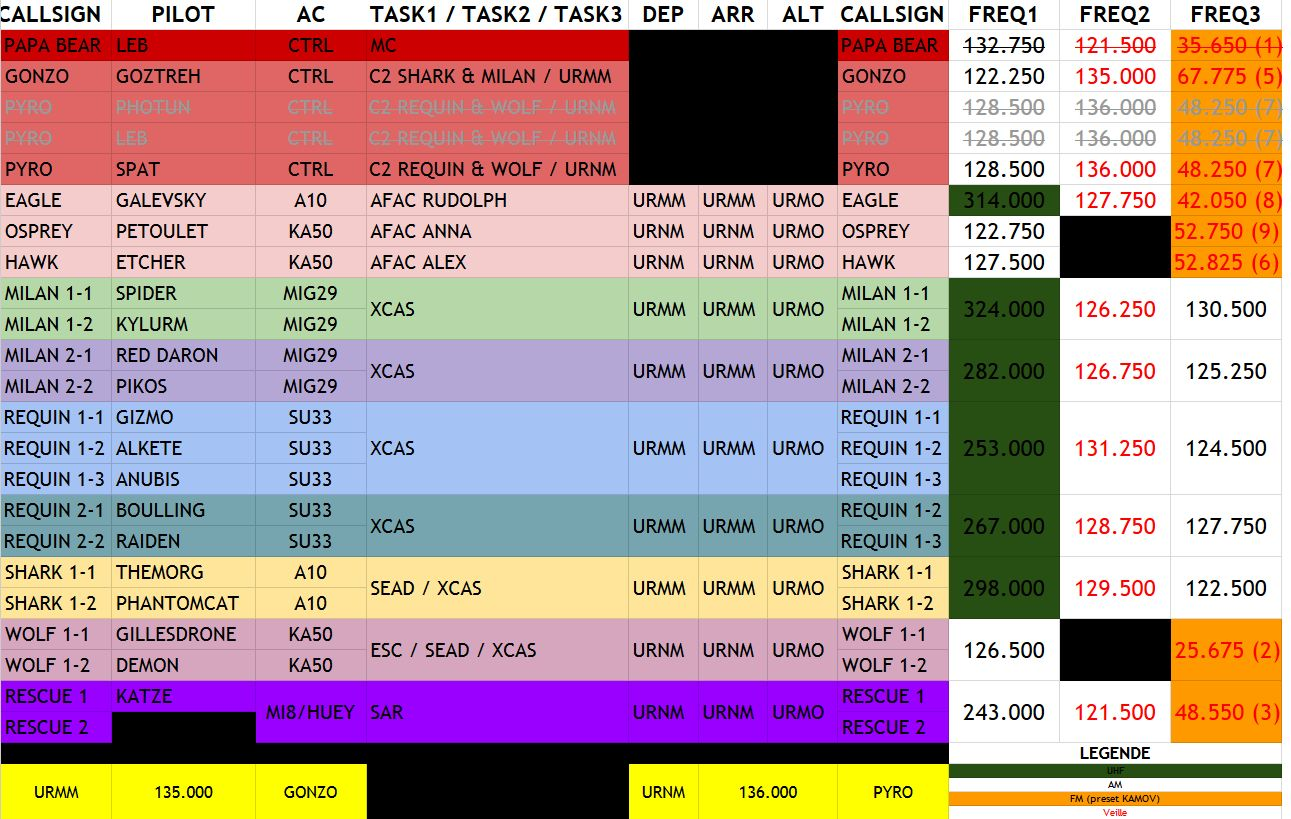 CALLSIGN PILOT AC TASK1 / TASK2 / TASK3 DEP ARR ALT CALLSIGN FREQ1 FREQ2 FREQ3
PAPA BEAR LEB CTRL MC PAPA BEAR 132.750 121.500 35.650 (1)
GONZO GOZTREH CTRL C2 SHARK & MILAN / URMM GONZO 122.250 135.000 67.775 (5)
PYRO PHOTUN CTRL C2 REQUIN & WOLF / URNM PYRO 128.500 136.000 48.250 (7)
PYRO LEB CTRL C2 REQUIN & WOLF / URNM PYRO 128.500 136.000 48.250 (7)
PYRO SPAT CTRL C2 REQUIN & WOLF / URNM PYRO 128.500 136.000 48.250 (7)
EAGLE GALEVSKY A10 AFAC RUDOLPH URMM URMM URMO EAGLE 314.000 127.750 42.050 (8)
OSPREY PETOULET KA50 AFAC ANNA URNM URNM URMO OSPREY 122.750 52.750 (9)
HAWK ETCHER KA50 AFAC ALEX URNM URNM URMO HAWK 127.500 52.825 (6)
MILAN 1-1 SPIDER MIG29 MILAN 1-1
XCAS URMM URMM URMO 324.000 126.250 130.500
MILAN 1-2 KYLURM MIG29 MILAN 1-2
MILAN 2-1 RED DARON MIG29 MILAN 2-1
XCAS URMM URMM URMO 282.000 126.750 125.250
MILAN 2-2 PIKOS MIG29 MILAN 2-2
REQUIN 1-1 GIZMO SU33 REQUIN 1-1
REQUIN 1-2 ALKETE SU33 XCAS URMM URMM URMO REQUIN 1-2 253.000 131.250 124.500
REQUIN 1-3 ANUBIS SU33 REQUIN 1-3
REQUIN 2-1 BOULLING SU33 REQUIN 1-2
XCAS URMM URMM URMO 267.000 128.750 127.750
REQUIN 2-2 RAIDEN SU33 REQUIN 1-3
SHARK 1-1 THEMORG A10 SHARK 1-1
SEAD / XCAS URMM URMM URMO 298.000 129.500 122.500
SHARK 1-2 PHANTOMCAT A10 SHARK 1-2
WOLF 1-1 GILLESDRONE KA50 WOLF 1-1
ESC / SEAD / XCAS URNM URNM URMO 126.500 25.675 (2)
WOLF 1-2 DEMON KA50 WOLF 1-2
RESCUE 1 KATZE RESCUE 1
MI8/HUEY SAR URNM URNM URMO 243.000 121.500 48.550 (3)
RESCUE 2 RESCUE 2
LEGENDE
UHF
AM
URMM 135.000 GONZO URNM 136.000 PYRO
FM (preset KAMOV)
Veille